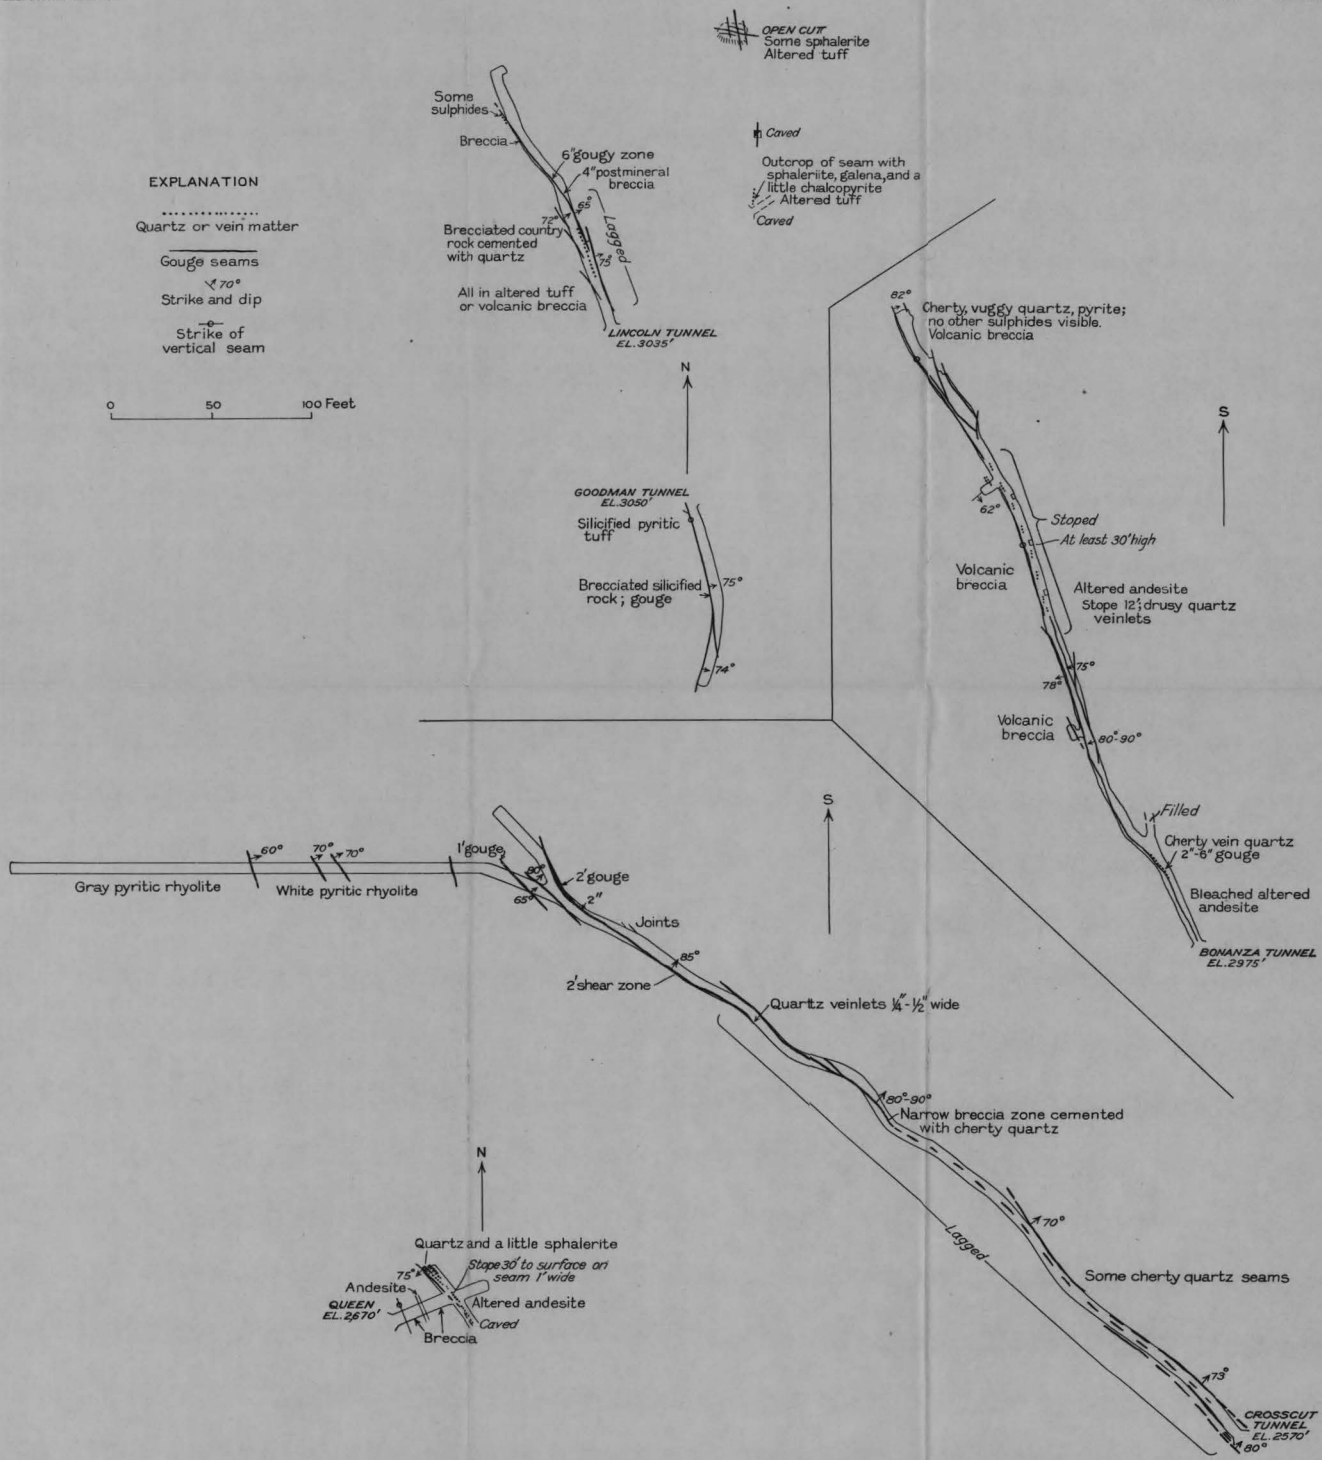 OPEN CUT
Some sphalerite
Altered tuff
Some
sulphides
Breccia
6" gougy zone
4" postmineral
breccia
65°
72°
Lagged
75°
Brecciated country
rock cemented
with quartz
All in altered tuff
or volcanic breccia
LINCOLN TUNNEL
EL. 3035'
Caved
Outcrop of seam with
sphaleriite, galena, and a
little chalcopyrite
Altered tuff
Caved
EXPLANATION
Quartz or vein matter
Gouge seams
70°
Strike and dip
Strike of
vertical seam
0 50 100 Feet
N
GOODMAN TUNNEL
EL. 3050'
Silicified pyritic
tuff
Brecciated silicified
rock; gouge
75°
74°
82°
Cherty, vuggy quartz, pyrite;
no other sulphides visible.
Volcanic breccia
S
62°
Stoped
At least 30' high
Volcanic
breccia
Altered andesite
Stope 12'; drusy quartz
veinlets
75°
78°
Volcanic
breccia
80°-90°
Filled
Cherty vein quartz
2"-6" gouge
Bleached altered
andesite
BONANZA TUNNEL
EL. 2975'
S
60°
70°
70°
1' gouge
Gray pyritic rhyolite
White pyritic rhyolite
80°
65°
2' gouge
2"
Joints
85°
2' shear zone
Quartz veinlets ¼"-½" wide
80°-90°
Narrow breccia zone cemented
with cherty quartz
Lagged
70°
Some cherty quartz seams
73°
CROSSCUT
TUNNEL
EL. 2570'
80°
N
Quartz and a little sphalerite
Stope 30' to surface on
seam 1' wide
75°
Andesite
QUEEN
EL. 2,670'
Altered andesite
Caved
Breccia